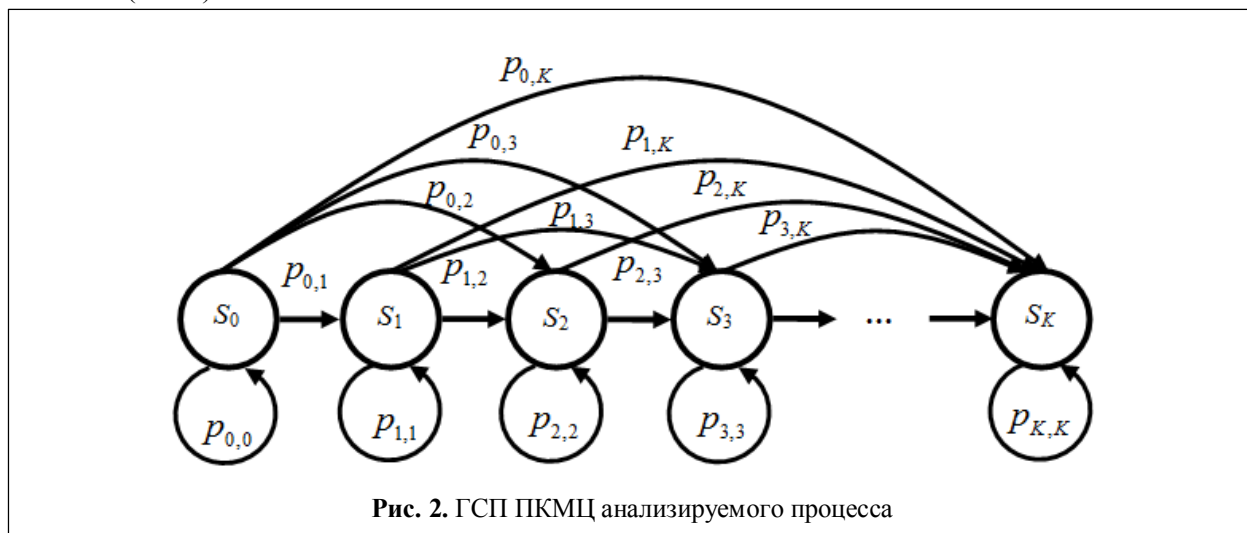 p0,K
p0,3
p1,K
p0,2
p2,K
p1,3
p3,K
p0,1
p1,2
p2,3
S0
S1
S2
S3
...
SK
p0,0
p1,1
p2,2
p3,3
pK,K
Рис. 2. ГСП ПКМЦ анализируемого процесса